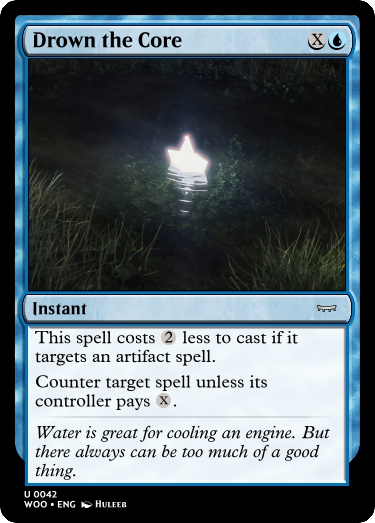 Drown the Core X
Instant
This spell costs 2 less to cast if it
targets an artifact spell.
Counter target spell unless its
controller pays X.
Water is great for cooling an engine. But
there always can be too much of a good
thing.
U 0042
WOO • ENG HULEEB